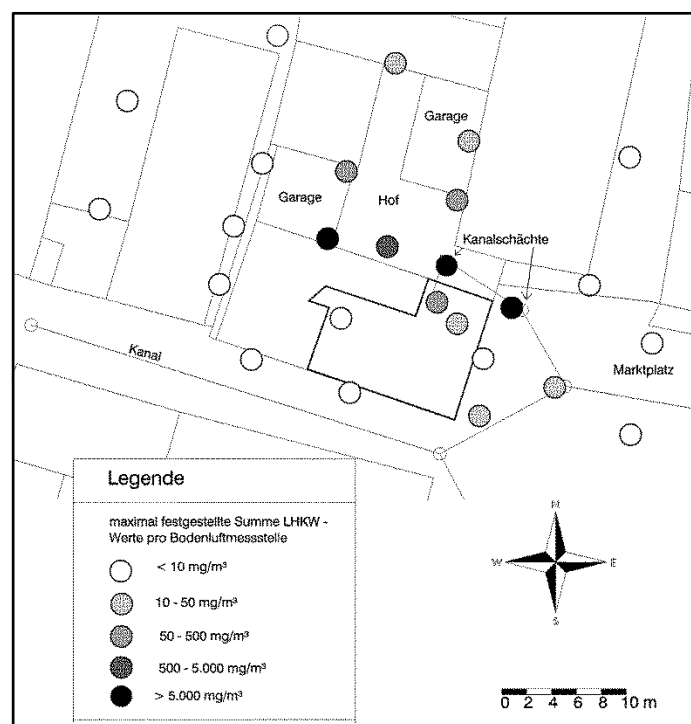 Garage
Garage
Hof
Kanalschächte
Kanal
Marktplatz
Legende
maximal festgestellte Summe LHKW -
Werte pro Bodenluftmessstelle
< 10 mg/m³
10 - 50 mg/m³
50 - 500 mg/m³
500 - 5.000 mg/m³
> 5.000 mg/m³
N
W E
S
0 2 4 6 8 10 m